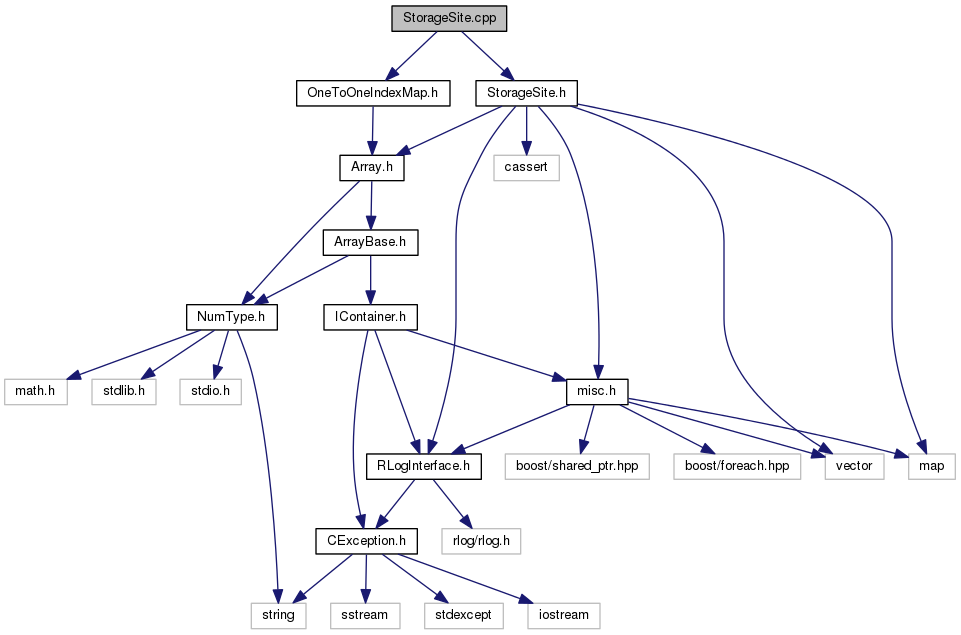 StorageSite.cpp
OneToOneIndexMap.h
StorageSite.h
Array.h
cassert
ArrayBase.h
NumType.h
IContainer.h
math.h
stdlib.h
stdio.h
misc.h
RLogInterface.h
boost/shared_ptr.hpp
boost/foreach.hpp
vector
map
CException.h
rlog/rlog.h
string
sstream
stdexcept
iostream